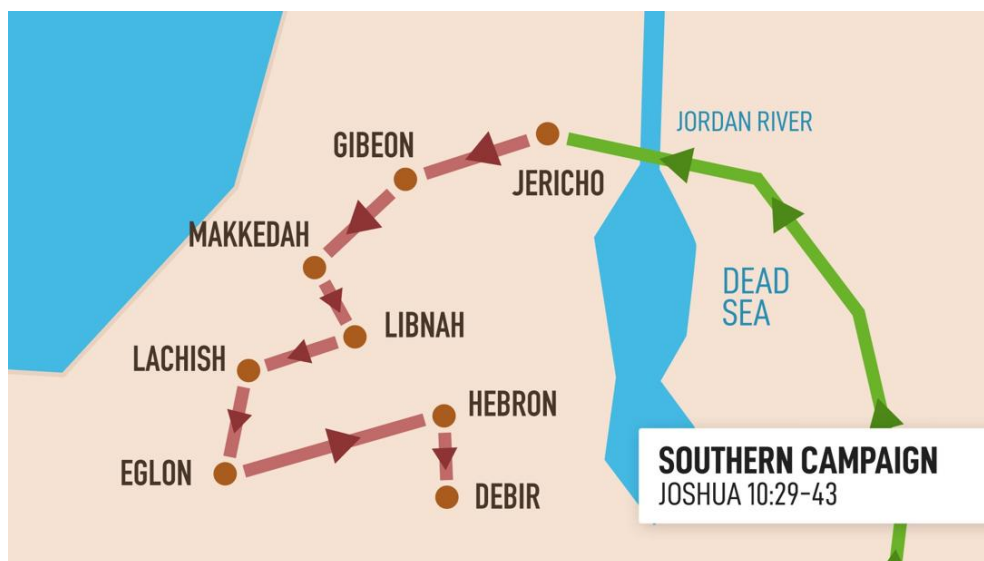 JORDAN RIVER
GIBEON
JERICHO
MAKKEDAH
DEAD
SEA
LIBNAH
LACHISH
HEBRON
EGLON
DEBIR
SOUTHERN CAMPAIGN
JOSHUA 10:29-43